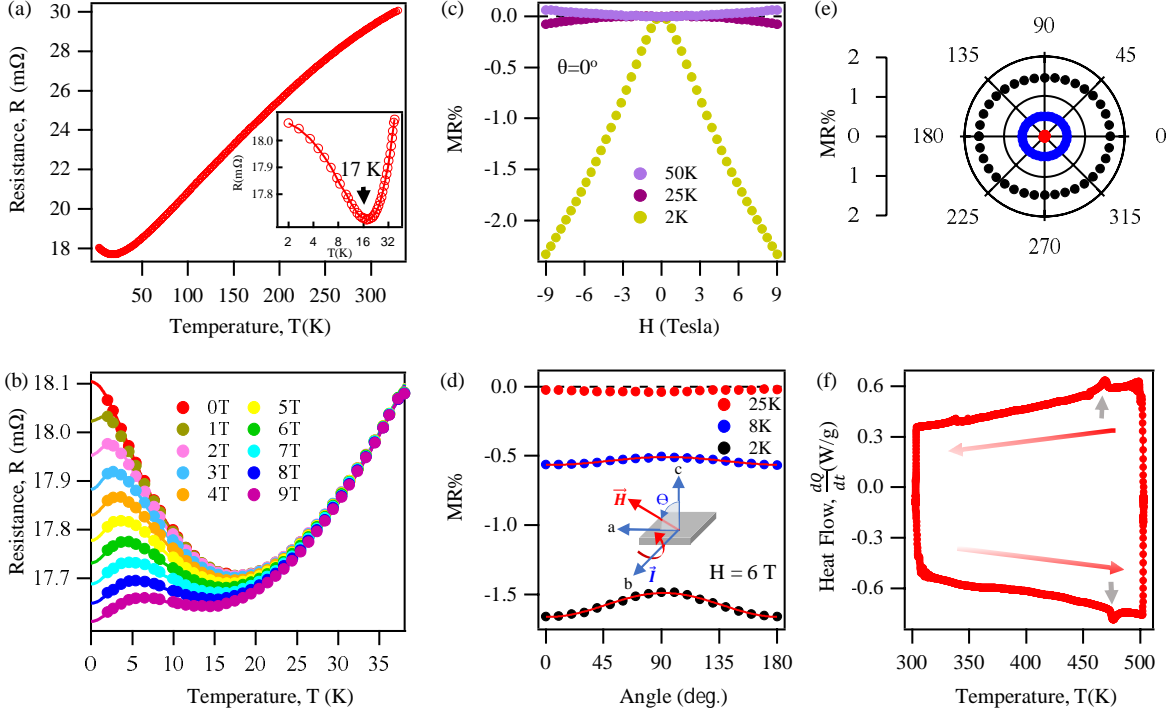 (a)
Resistance, R (mΩ)
30
28
26
24
22
20
18
50
100
150
200
250
300
Temperature, T(K)
R(mΩ)
18.0
17.9
17.8
17 K
2
4
8
16
32
T(K)
(c)
MR%
0.0
-0.5
-1.0
-1.5
-2.0
θ=0°
50K
25K
2K
-9
-6
-3
0
3
6
9
H (Tesla)
(e)
MR%
2
1
0
1
2
90
45
0
315
270
225
180
135
(b)
Resistance, R (mΩ)
18.1
18.0
17.9
17.8
17.7
0T
1T
2T
3T
4T
5T
6T
7T
8T
9T
0
5
10
15
20
25
30
35
Temperature, T (K)
(d)
MR%
0.0
-0.5
-1.0
-1.5
25K
8K
2K
c
Θ
H
a
b
I
H = 6 T
0
45
90
135
180
Angle (deg.)
(f)
Heat Flow, dQ/dt (W/g)
0.6
0.3
0.0
-0.3
-0.6
300
400
450
500
Temperature, T(K)